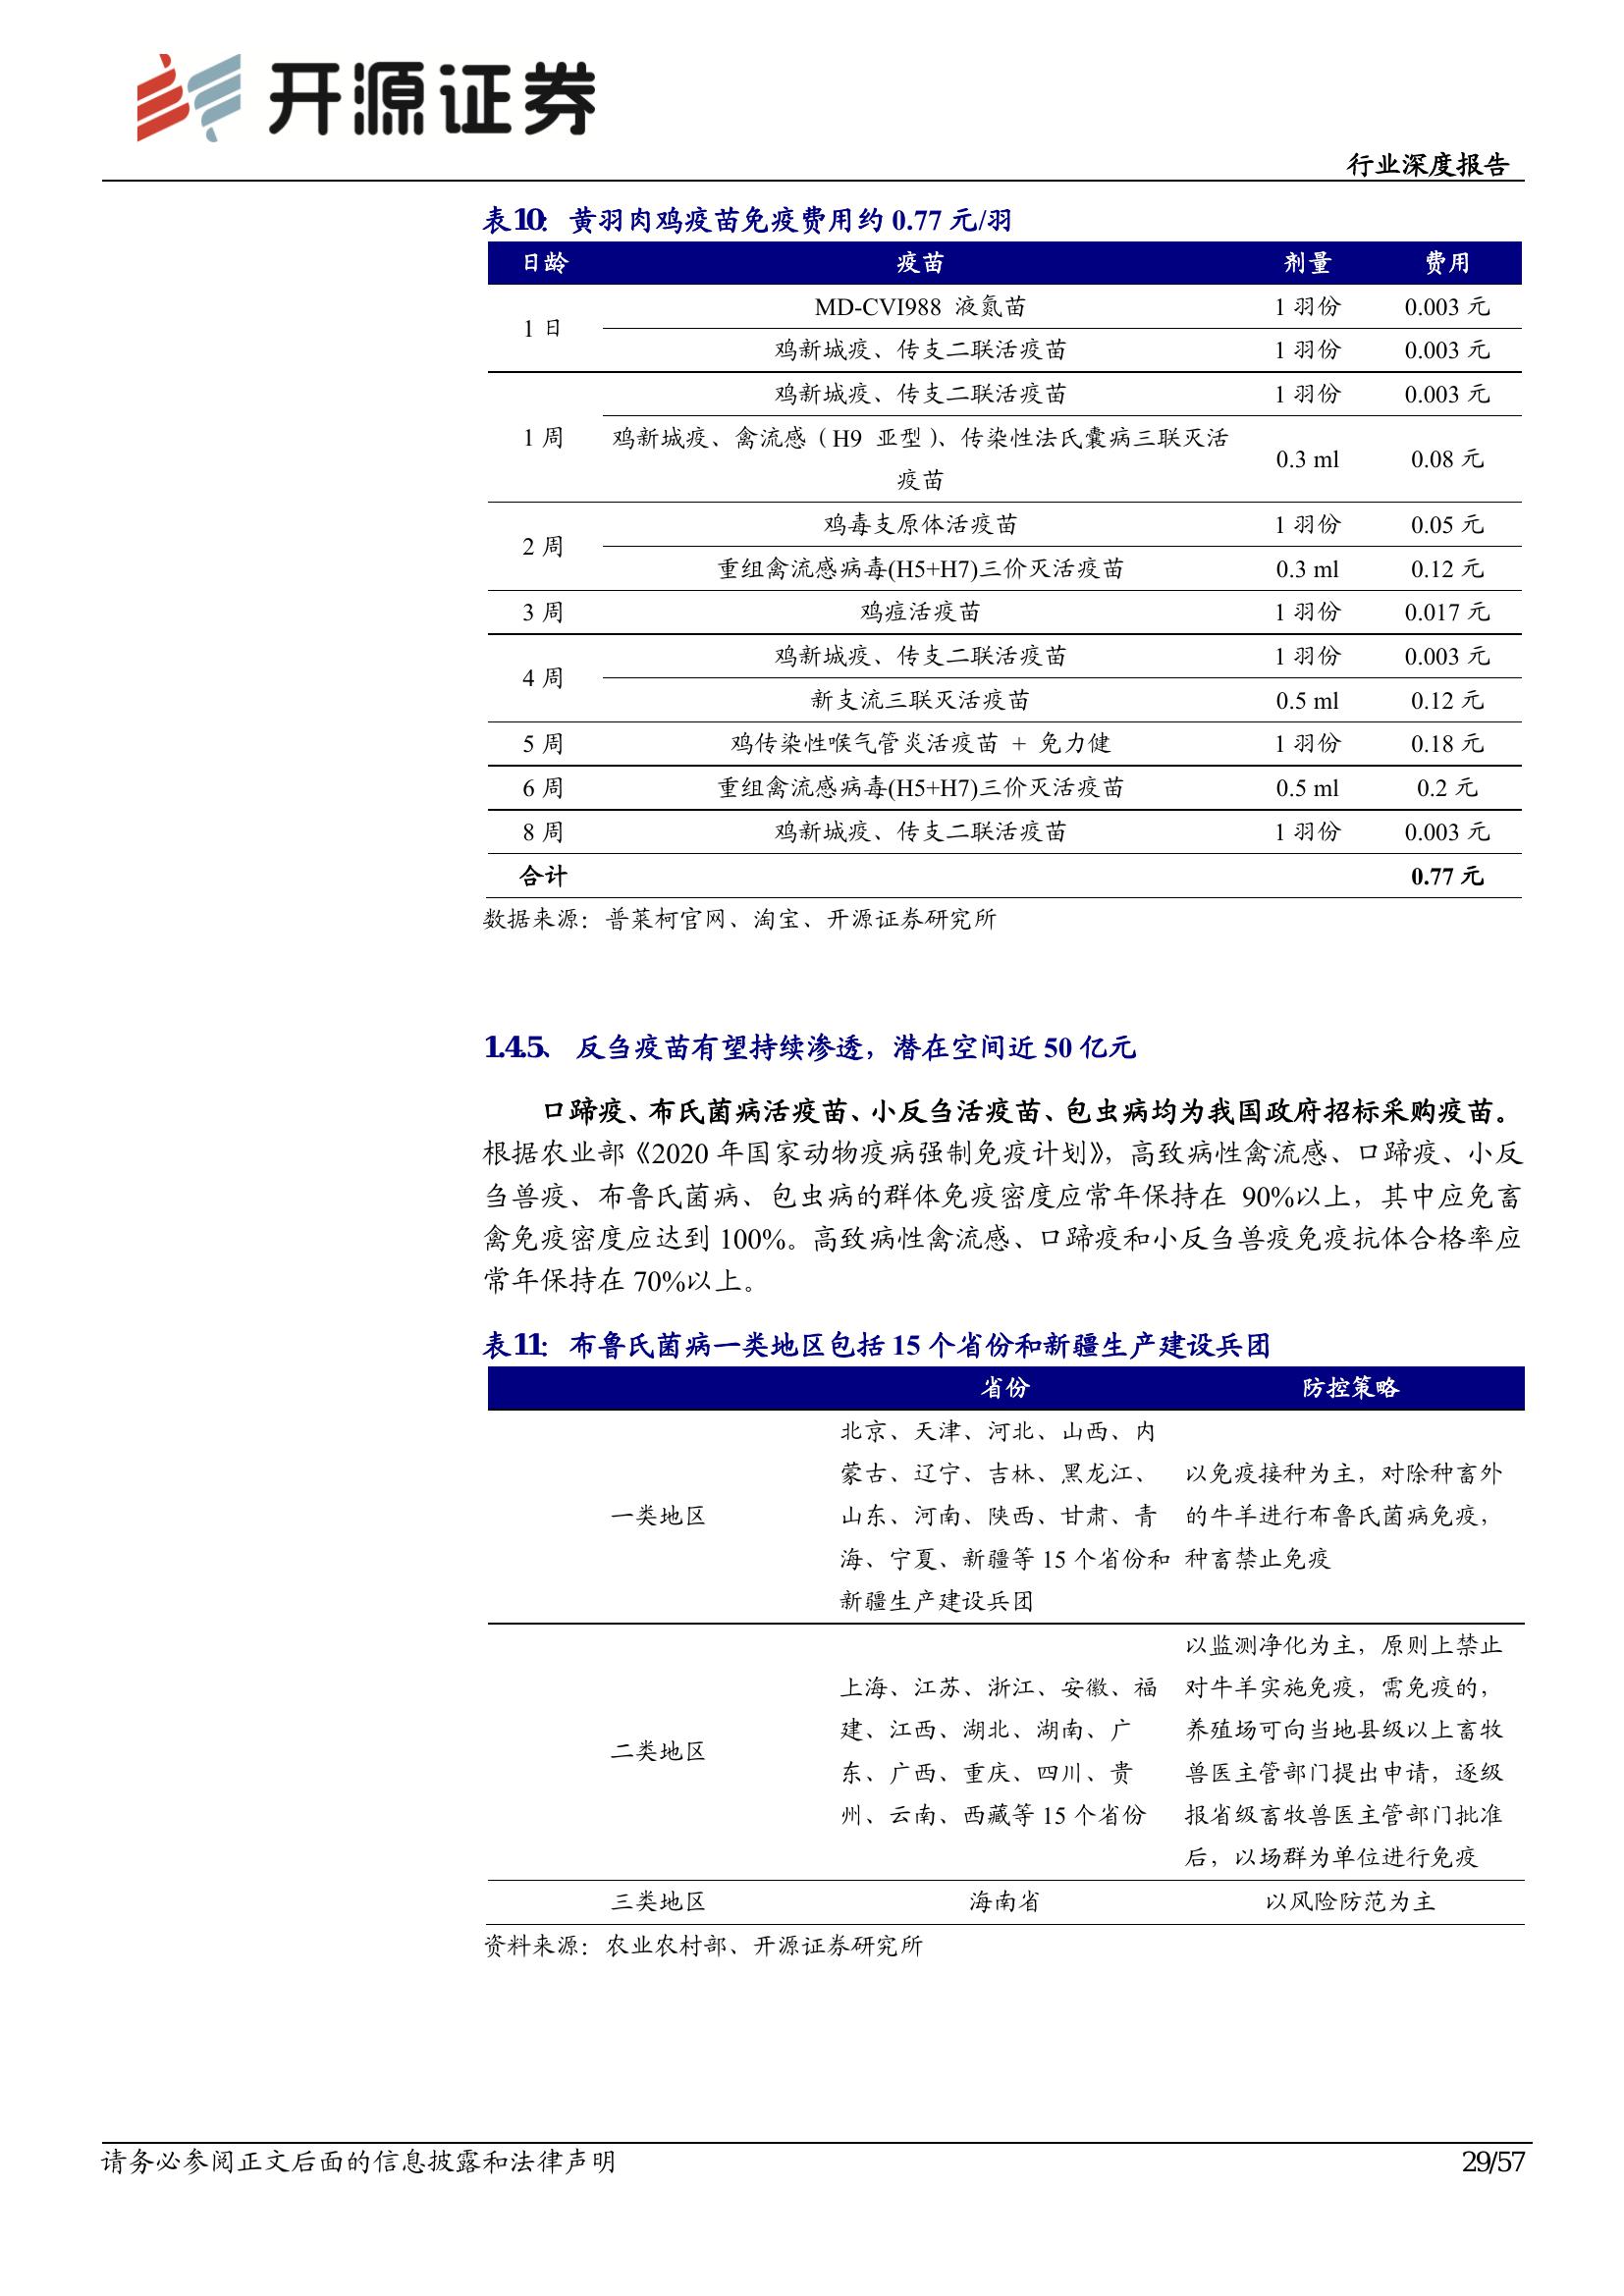 开源证券
行业深度报告
表10: 黄羽肉鸡疫苗免疫费用约 0.77 元/羽
日龄 疫苗 剂量 费用
1 日 MD-CVI988 液氮苗 1 羽份 0.003 元
鸡新城疫、传支二联活疫苗 1 羽份 0.003 元
1 周 鸡新城疫、传支二联活疫苗 1 羽份 0.003 元
鸡新城疫、禽流感（H9 亚型）、传染性法氏囊病三联灭活
疫苗 0.3 ml 0.08 元
2 周 鸡毒支原体活疫苗 1 羽份 0.05 元
重组禽流感病毒(H5+H7)三价灭活疫苗 0.3 ml 0.12 元
3 周 鸡痘活疫苗 1 羽份 0.017 元
4 周 鸡新城疫、传支二联活疫苗 1 羽份 0.003 元
新支流三联灭活疫苗 0.5 ml 0.12 元
5 周 鸡传染性喉气管炎活疫苗 + 免力健 1 羽份 0.18 元
6 周 重组禽流感病毒(H5+H7)三价灭活疫苗 0.5 ml 0.2 元
8 周 鸡新城疫、传支二联活疫苗 1 羽份 0.003 元
合计 0.77 元
数据来源：普莱柯官网、淘宝、开源证券研究所
1.4.5、 反刍疫苗有望持续渗透，潜在空间近 50 亿元
口蹄疫、布氏菌病活疫苗、小反刍活疫苗、包虫病均为我国政府招标采购疫苗。
根据农业部《2020 年国家动物疫病强制免疫计划》，高致病性禽流感、口蹄疫、小反
刍兽疫、布鲁氏菌病、包虫病的群体免疫密度应常年保持在 90%以上，其中应免畜
禽免疫密度应达到 100%。高致病性禽流感、口蹄疫和小反刍兽疫免疫抗体合格率应
常年保持在 70%以上。
表11: 布鲁氏菌病一类地区包括 15 个省份和新疆生产建设兵团
省份 防控策略
一类地区
北京、天津、河北、山西、内
蒙古、辽宁、吉林、黑龙江、
山东、河南、陕西、甘肃、青
海、宁夏、新疆等 15 个省份和
新疆生产建设兵团
以免疫接种为主，对除种畜外
的牛羊进行布鲁氏菌病免疫，
种畜禁止免疫
二类地区
上海、江苏、浙江、安徽、福
建、江西、湖北、湖南、广
东、广西、重庆、四川、贵
州、云南、西藏等 15 个省份
以监测净化为主，原则上禁止
对牛羊实施免疫，需免疫的，
养殖场可向当地县级以上畜牧
兽医主管部门提出申请，逐级
报省级畜牧兽医主管部门批准
后，以场群为单位进行免疫
三类地区 海南省 以风险防范为主
资料来源：农业农村部、开源证券研究所
请务必参阅正文后面的信息披露和法律声明 29/57